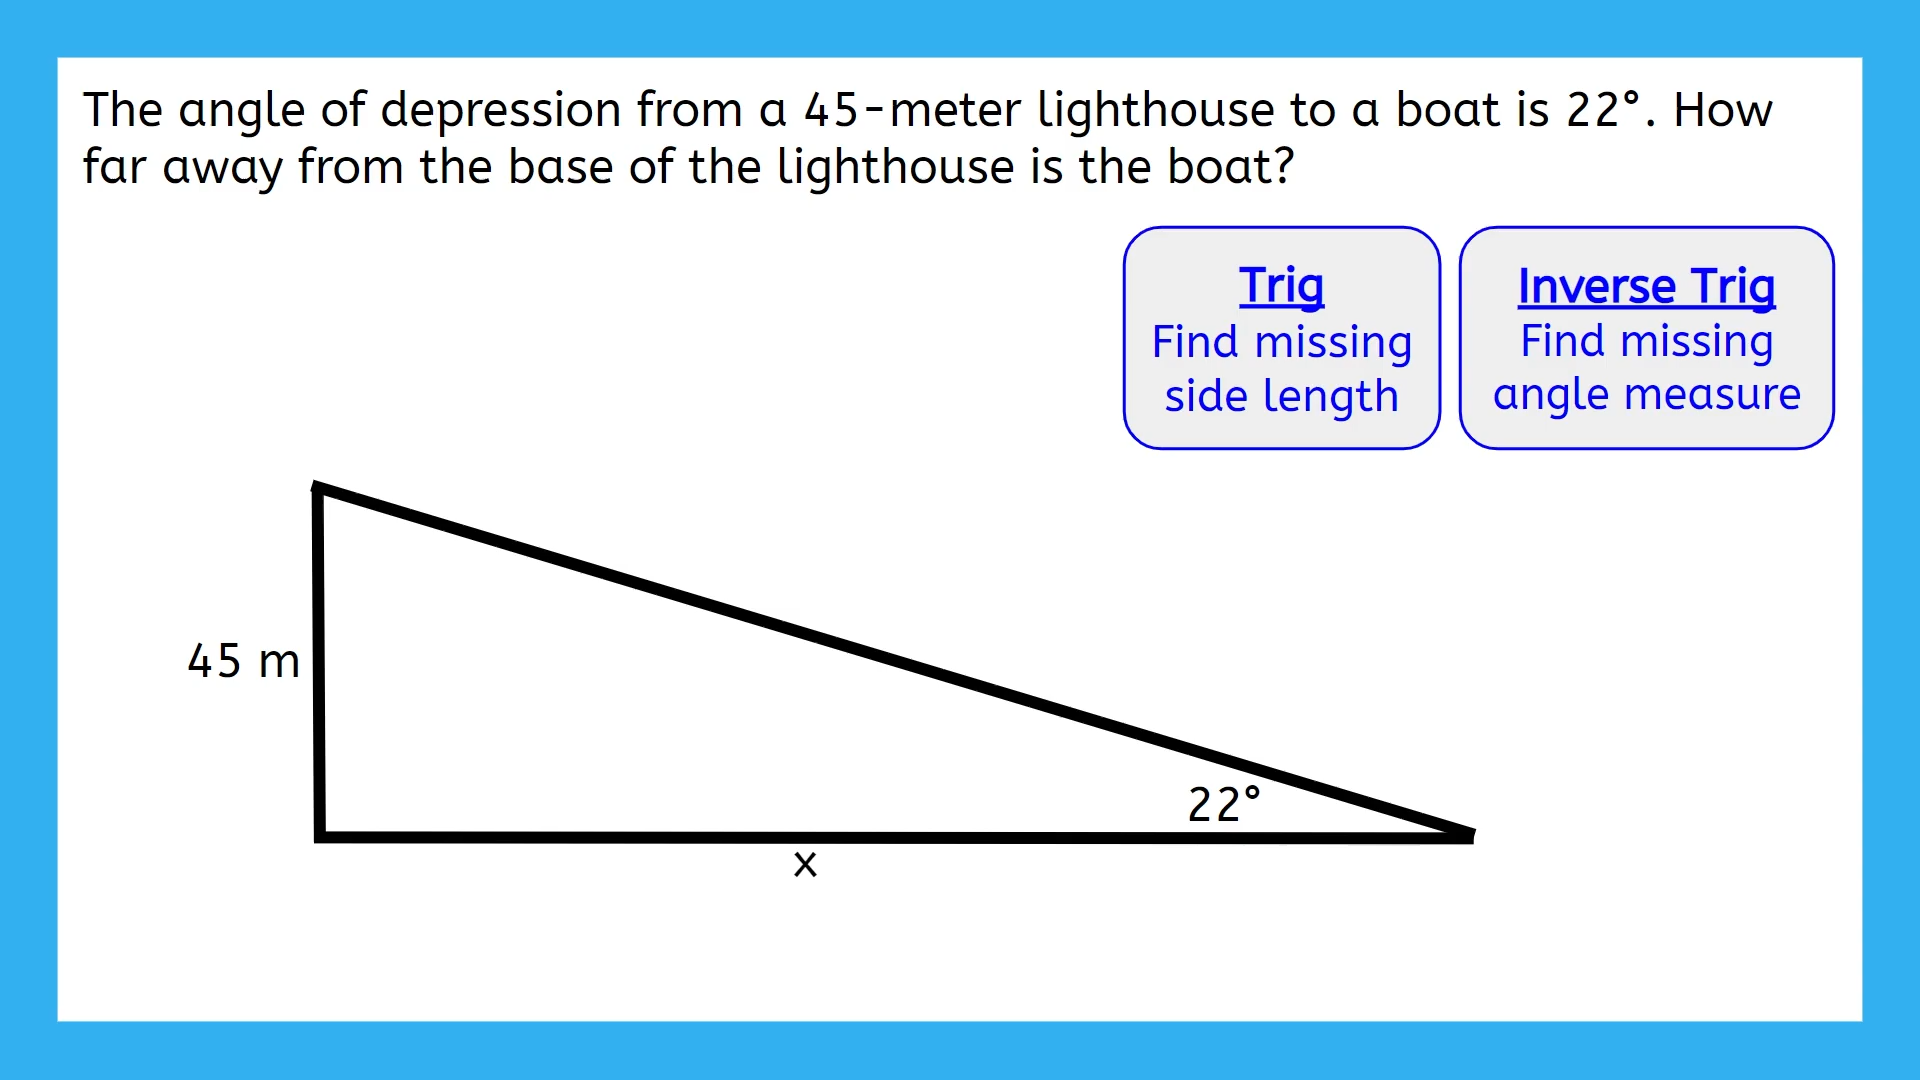 The angle of depression from a 45-meter lighthouse to a boat is 22°. How
far away from the base of the lighthouse is the boat?
Trig
Find missing
side length
Inverse Trig
Find missing
angle measure
45 m
22°
x